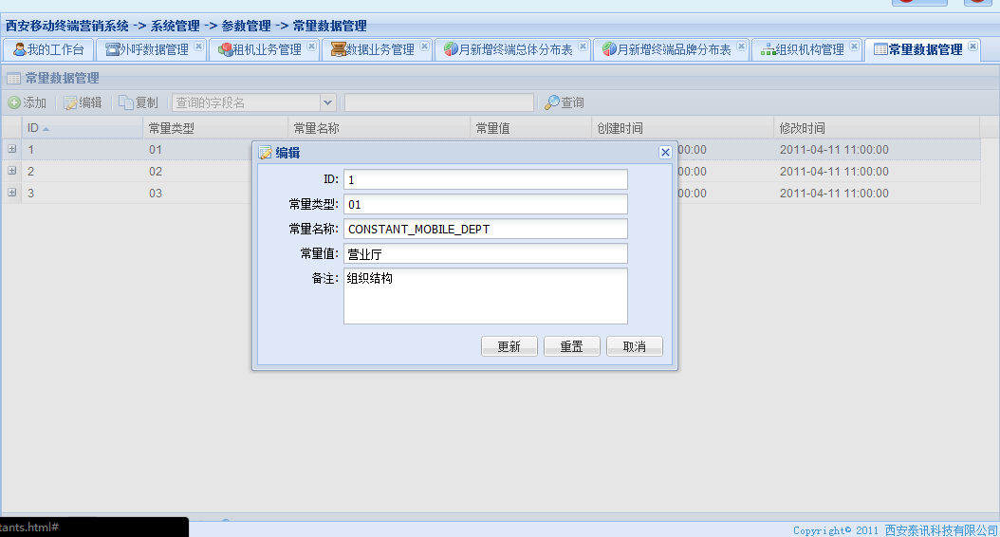 西安移动终端营销系统 -> 系统管理 -> 参数管理 -> 常量数据管理
我的工作台 外呼数据管理 租机业务管理 数据业务管理 月新增终端总体分布表 月新增终端品牌分布表 组织机构管理 常量数据管理
常量数据管理
添加 编辑 复制 查询的字段名 查询
ID 常量类型 常量名称 常量值 创建时间 修改时间
1 01 00:00 2011-04-11 11:00:00
2 02 00:00 2011-04-11 11:00:00
3 03 00:00 2011-04-11 11:00:00
编辑
ID: 1
常量类型: 01
常量名称: CONSTANT_MOBILE_DEPT
常量值: 营业厅
备注: 组织结构
更新 重置 取消
tants.html#
Copyright© 2011 西安泰讯科技有限公司